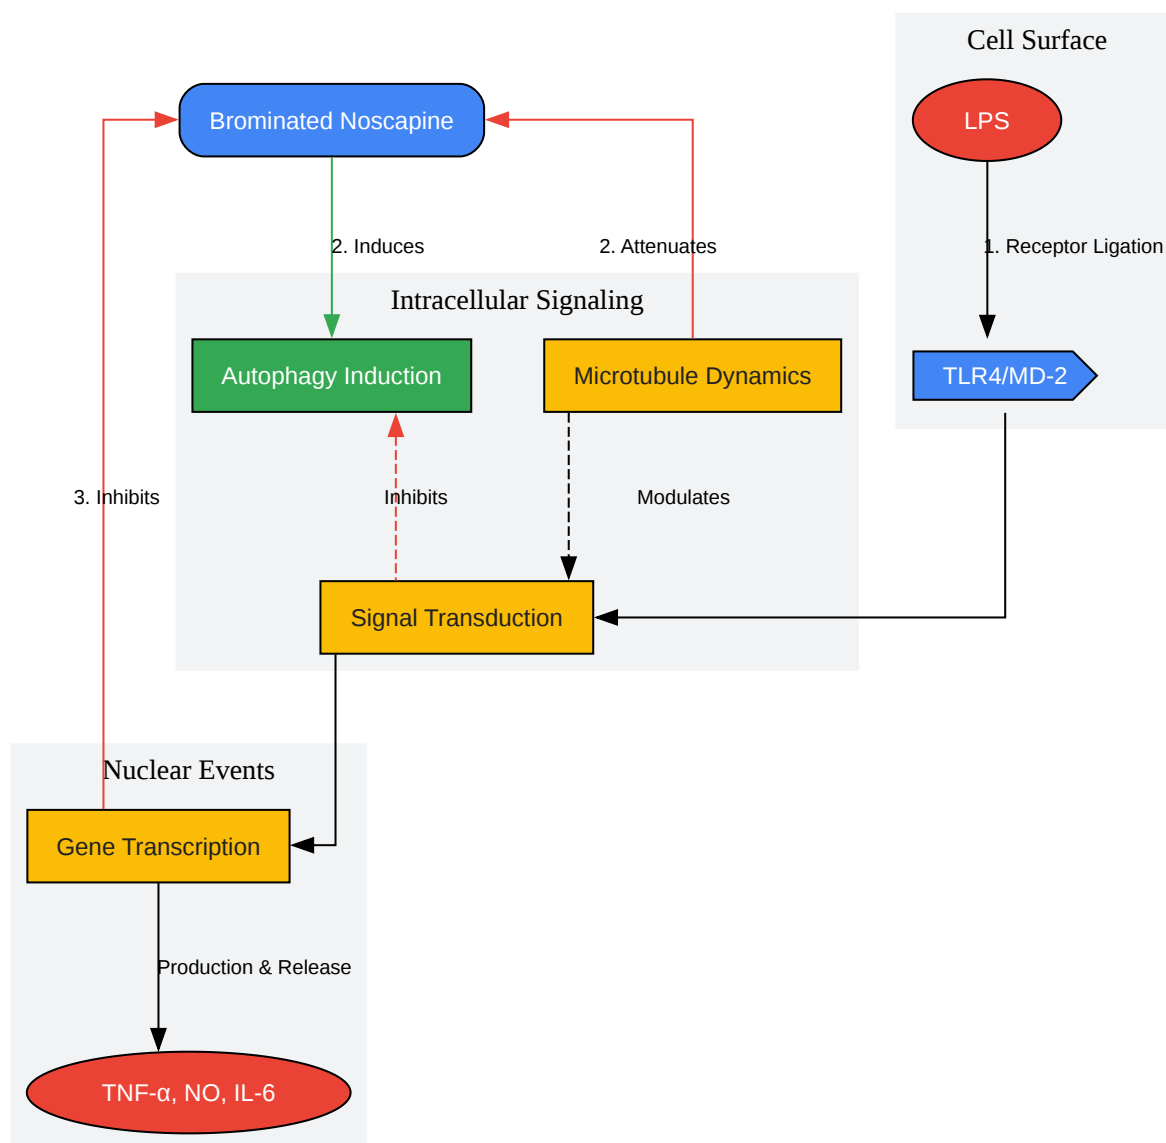 Cell Surface
Brominated Noscapine
LPS
2. Induces
2. Attenuates
1. Receptor Ligation
Intracellular Signaling
Autophagy Induction
Microtubule Dynamics
TLR4/MD-2
3. Inhibits
Inhibits
Modulates
Signal Transduction
Nuclear Events
Gene Transcription
Production & Release
TNF-α, NO, IL-6